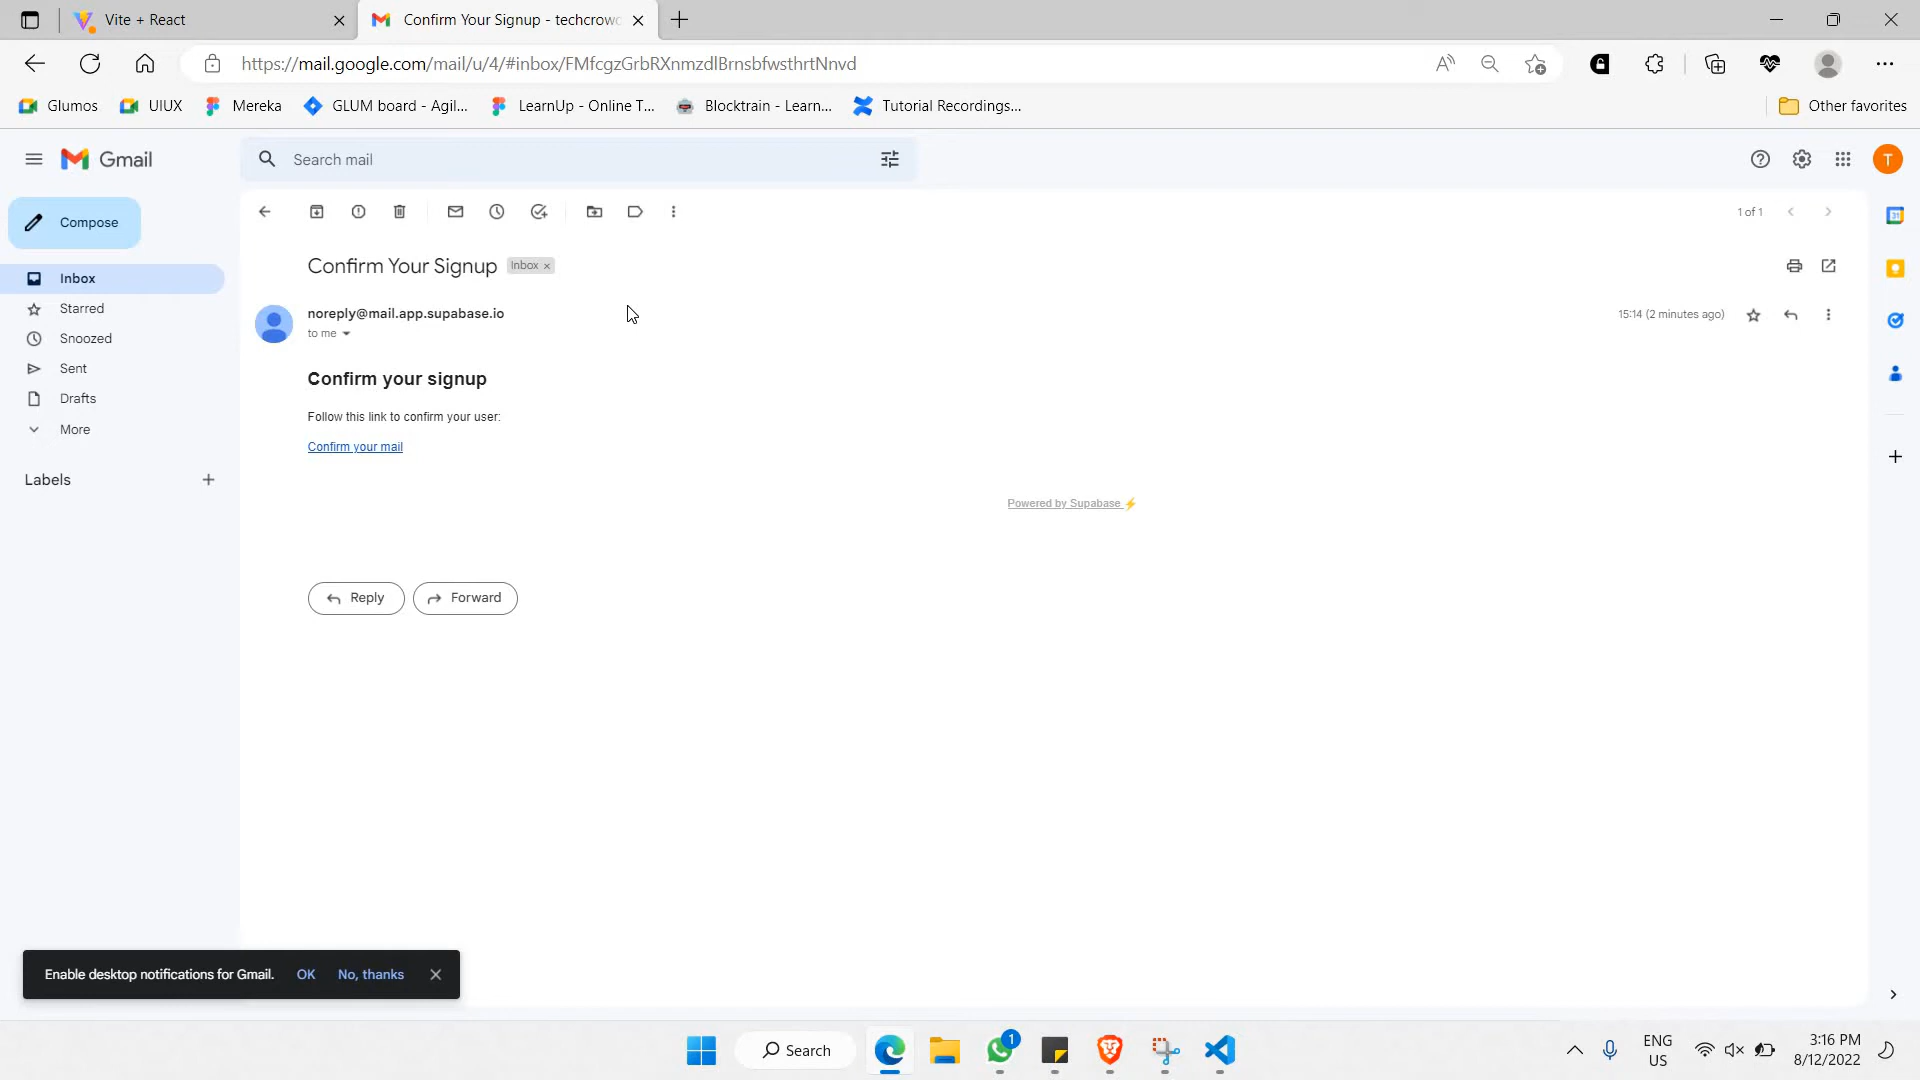 Vite + React
Confirm Your Signup - techcrowd
https://mail.google.com/mail/u/4/#inbox/FMfcgzGrbRXnmzdlBrnsbfwsthrtNnvd
Glumos
UIUX
Mereka
GLUM board - Agil...
LearnUp - Online T...
Blocktrain - Learn...
Tutorial Recordings...
Other favorites
Gmail
Search mail
T
Compose
1 of 1
31
Confirm Your Signup
Inbox ×
Inbox
Starred
Snoozed
Sent
Drafts
More
Labels
noreply@mail.app.supabase.io
15:14 (2 minutes ago)
to me
Confirm your signup
Follow this link to confirm your user:
Confirm your mail
Powered by Supabase ⚡
Reply
Forward
Enable desktop notifications for Gmail.
OK
No, thanks
Search
1
ENG
US
3:16 PM
8/12/2022